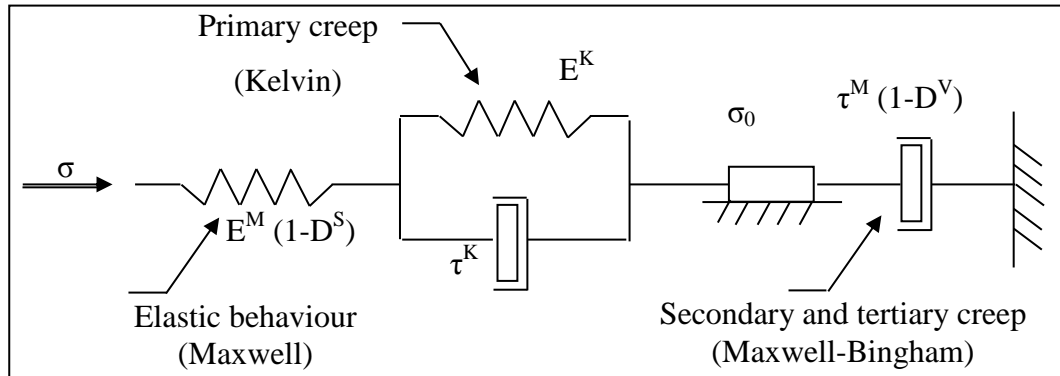 Primary creep
(Kelvin)
E^K
τ^M (1-D^V)
σ₀
σ
E^M (1-D^S)
τ^K
Elastic behaviour
(Maxwell)
Secondary and tertiary creep
(Maxwell-Bingham)